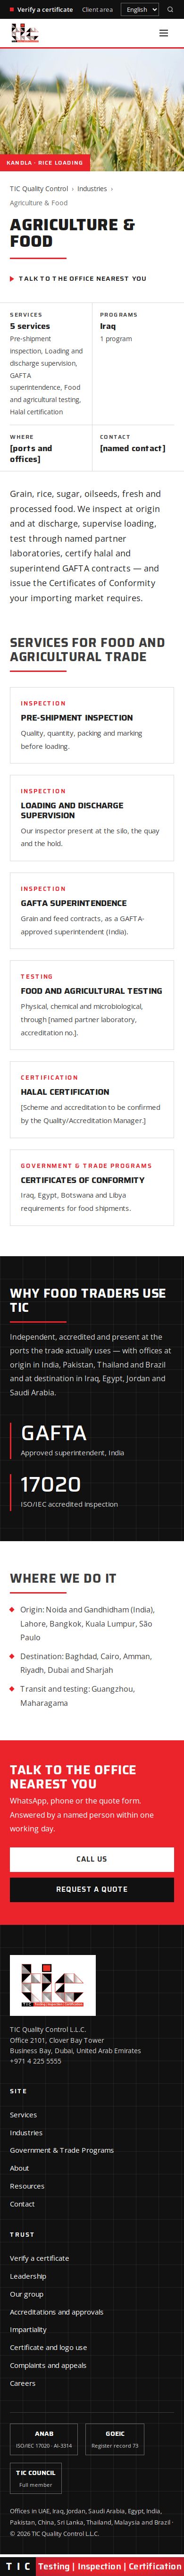 Verify a certificate Client area English
TIC
KANDLA · RICE LOADING
TIC Quality Control › Industries ›
Agriculture & Food
AGRICULTURE &
FOOD
TALK TO THE OFFICE NEAREST YOU
SERVICES
5 services
Pre-shipment
inspection, Loading and
discharge supervision,
GAFTA
superintendence, Food
and agricultural testing,
Halal certification
PROGRAMS
Iraq
1 program
WHERE
[ports and
offices]
CONTACT
[named contact]
Grain, rice, sugar, oilseeds, fresh and
processed food. We inspect at origin
and at discharge, supervise loading,
test through named partner
laboratories, certify halal and
superintend GAFTA contracts — and
issue the Certificates of Conformity
your importing market requires.
SERVICES FOR FOOD AND
AGRICULTURAL TRADE
INSPECTION
PRE-SHIPMENT INSPECTION
Quality, quantity, packing and marking
before loading.
INSPECTION
LOADING AND DISCHARGE
SUPERVISION
Our inspector present at the silo, the quay
and the hold.
INSPECTION
GAFTA SUPERINTENDENCE
Grain and feed contracts, as a GAFTA-
approved superintendent (India).
TESTING
FOOD AND AGRICULTURAL TESTING
Physical, chemical and microbiological,
through [named partner laboratory,
accreditation no.].
CERTIFICATION
HALAL CERTIFICATION
[Scheme and accreditation to be confirmed
by the Quality/Accreditation Manager.]
GOVERNMENT & TRADE PROGRAMS
CERTIFICATES OF CONFORMITY
Iraq, Egypt, Botswana and Libya
requirements for food shipments.
WHY FOOD TRADERS USE
TIC
Independent, accredited and present at the
ports the trade actually uses — with offices at
origin in India, Pakistan, Thailand and Brazil
and at destination in Iraq, Egypt, Jordan and
Saudi Arabia.
GAFTA
Approved superintendent, India
17020
ISO/IEC accredited inspection
WHERE WE DO IT
Origin: Noida and Gandhidham (India),
Lahore, Bangkok, Kuala Lumpur, São
Paulo
Destination: Baghdad, Cairo, Amman,
Riyadh, Dubai and Sharjah
Transit and testing: Guangzhou,
Maharagama
TALK TO THE OFFICE
NEAREST YOU
WhatsApp, phone or the quote form.
Answered by a named person within one
working day.
CALL US
REQUEST A QUOTE
TIC
Testing | Inspection | Certification
TIC Quality Control L.L.C.
Office 2101, Clover Bay Tower
Business Bay, Dubai, United Arab Emirates
+971 4 225 5555
SITE
Services
Industries
Government & Trade Programs
About
Resources
Contact
TRUST
Verify a certificate
Leadership
Our group
Accreditations and approvals
Impartiality
Certificate and logo use
Complaints and appeals
Careers
ANAB
ISO/IEC 17020 · AI-3314
GOEIC
Register record 73
TIC COUNCIL
Full member
Offices in UAE, Iraq, Jordan, Saudi Arabia, Egypt, India,
Pakistan, China, Sri Lanka, Thailand, Malaysia and Brazil ·
© 2026 TIC Quality Control L.L.C.
TIC Testing | Inspection | Certification